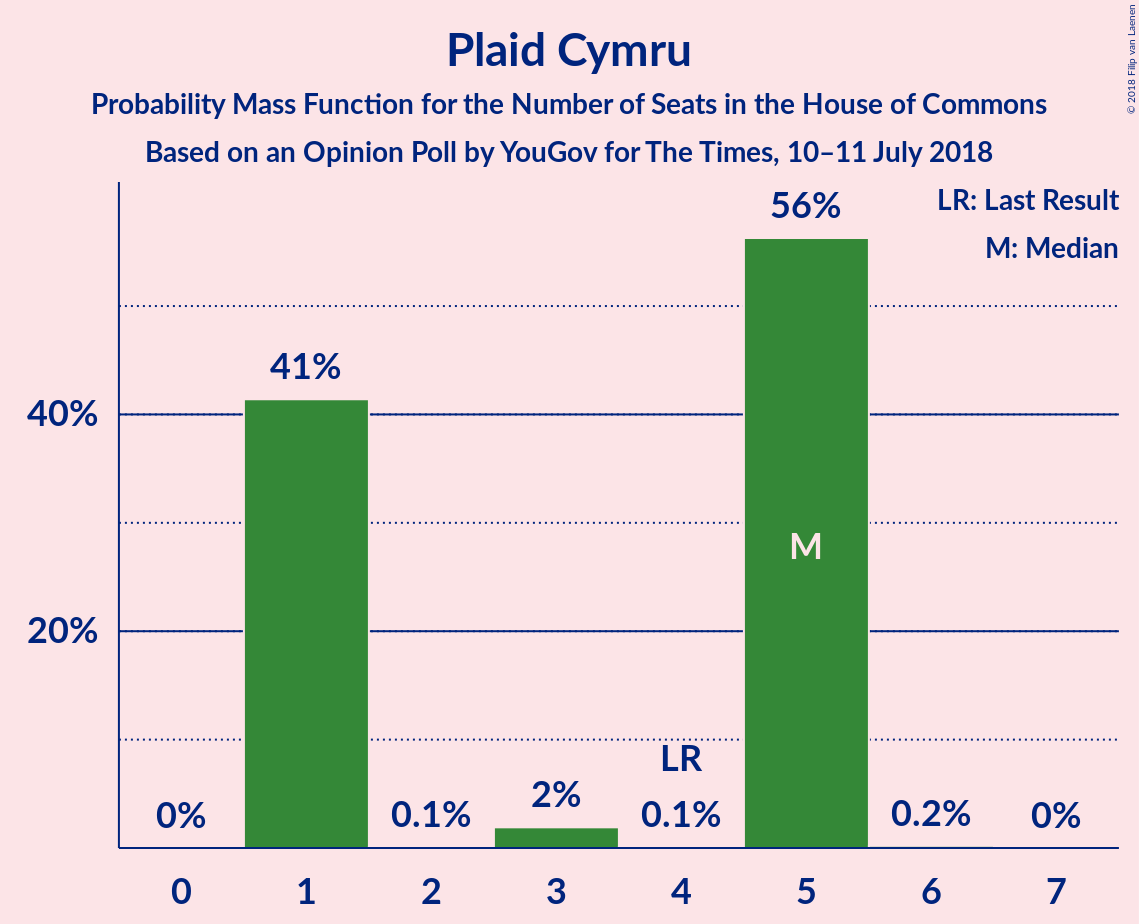 Plaid Cymru
Probability Mass Function for the Number of Seats in the House of Commons
Based on an Opinion Poll by YouGov for The Times, 10–11 July 2018
© 2018 Filip van Laenen
LR: Last Result
M: Median
56%
41%
40%
M
20%
LR
0%
0.1%
2%
0.1%
0.2%
0%
0 1 2 3 4 5 6 7